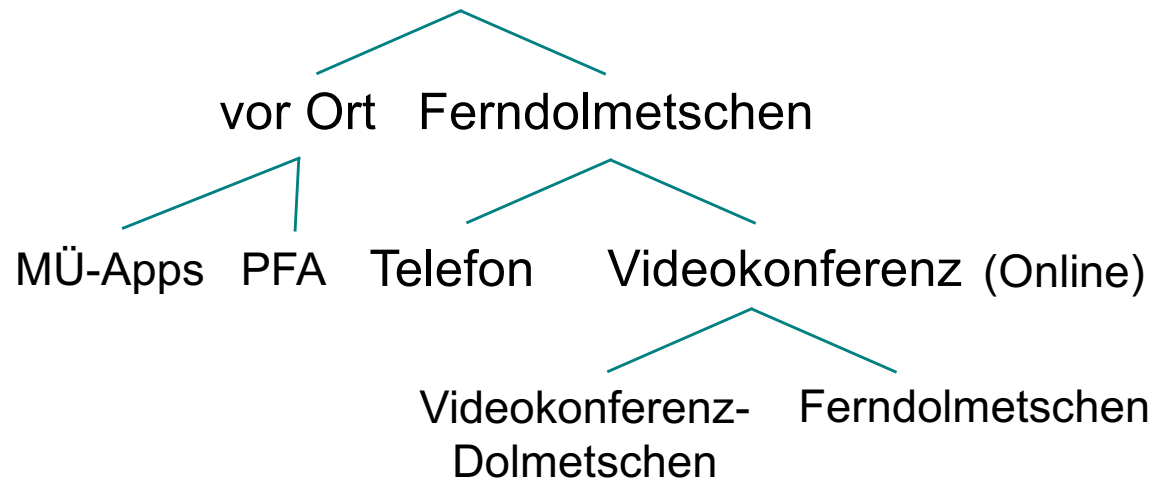 vor Ort Ferndolmetschen
MÜ-Apps PFA Telefon Videokonferenz (Online)
Videokonferenz- Ferndolmetschen
Dolmetschen